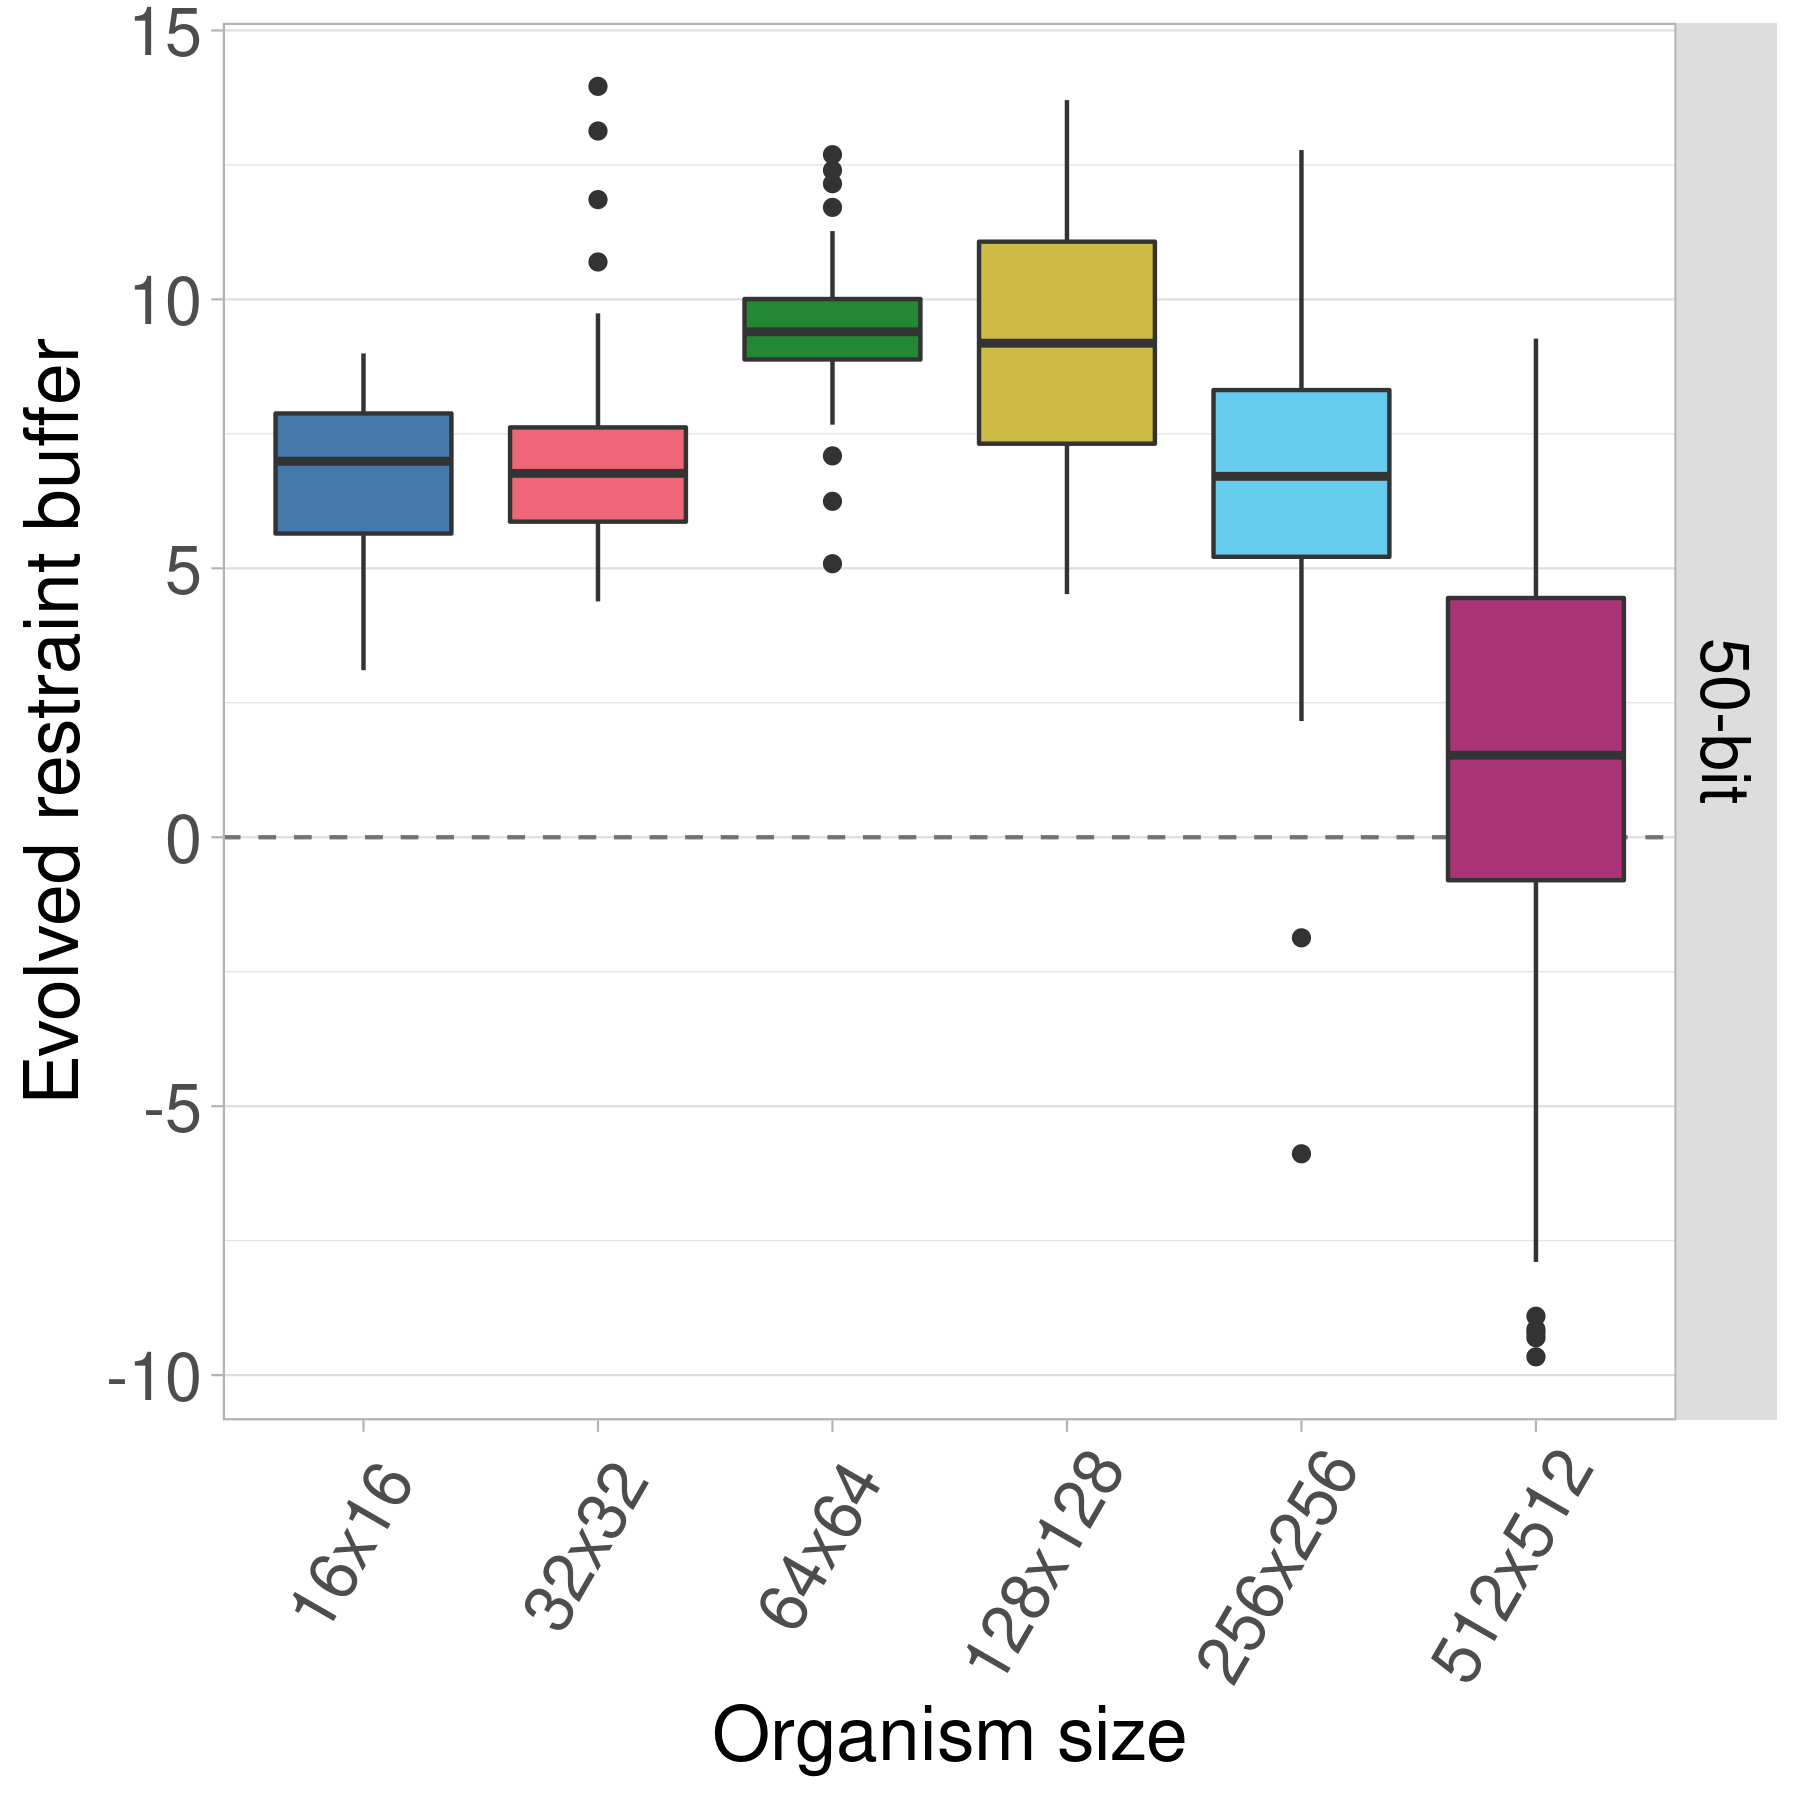 15
10
5
0
-5
-10
Evolved restraint buffer
50-bit
16x16
32x32
64x64
128x128
256x256
512x512
Organism size